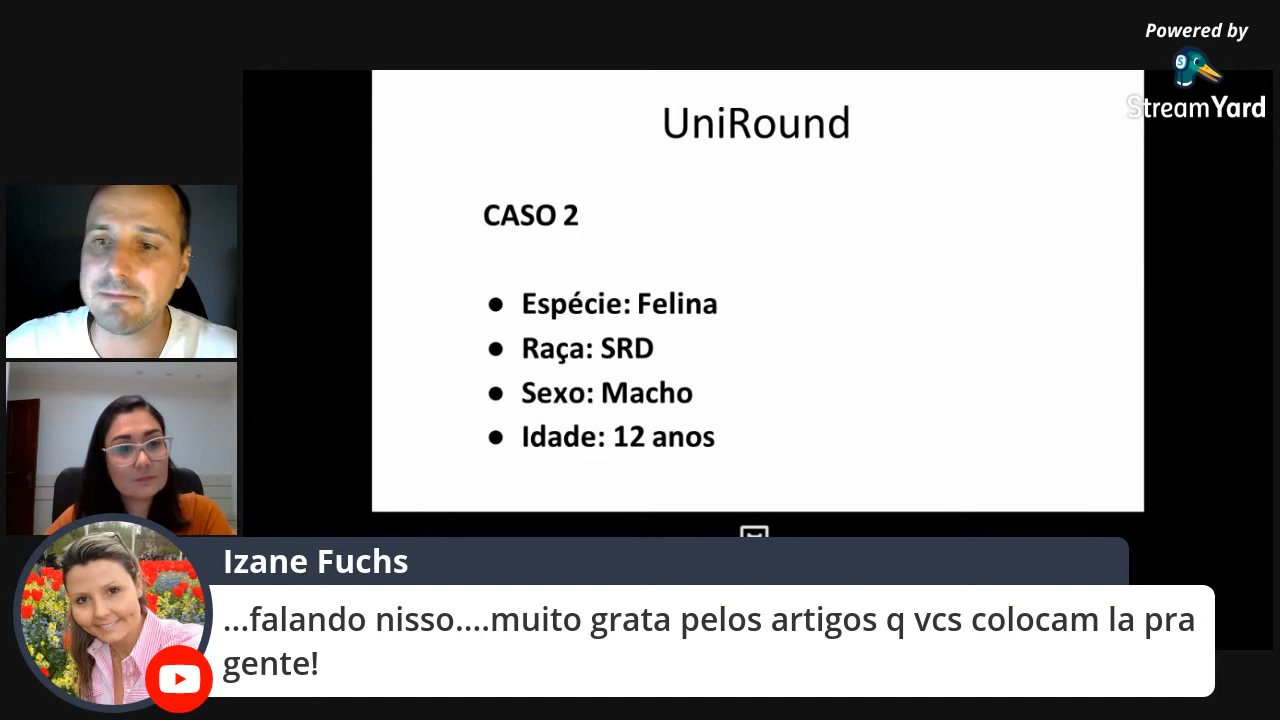 Powered by
StreamYard
UniRound
CASO 2
● Espécie: Felina
● Raça: SRD
● Sexo: Macho
● Idade: 12 anos
Izane Fuchs
...falando nisso....muito grata pelos artigos q vcs colocam la pra
gente!